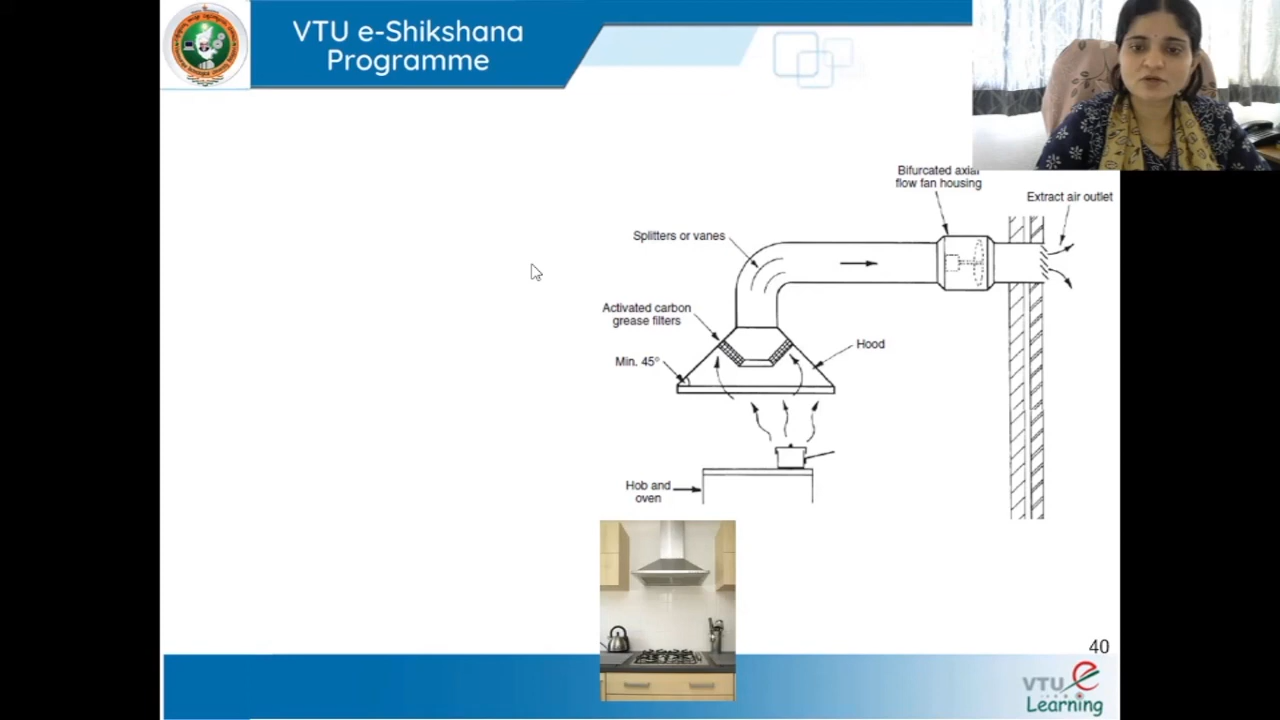 VTU e-Shikshana
Programme
Bifurcated axial
flow fan housing
Extract air outlet
Splitters or vanes
Activated carbon
grease filters
Hood
Min. 45°
Hob and
oven
40
VTU e
Learning